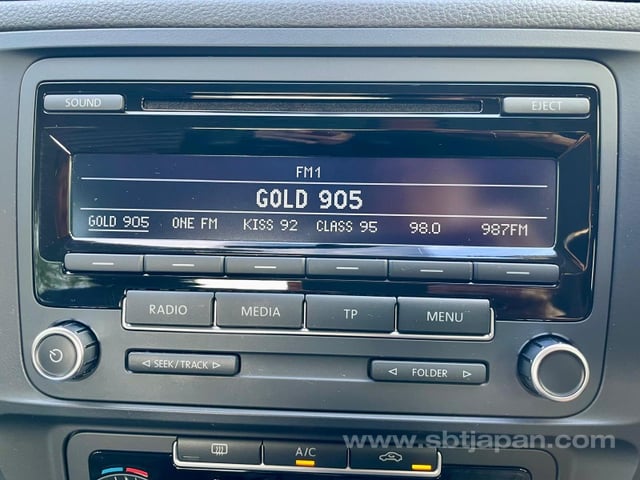 SOUND
EJECT
FM1
GOLD 905
GOLD 905 ONE FM KISS 92 CLASS 95 98.0 987FM
RADIO MEDIA TP MENU
◁ SEEK/TRACK ▷
◁ FOLDER ▷
A/C
www.sbtjapan.com